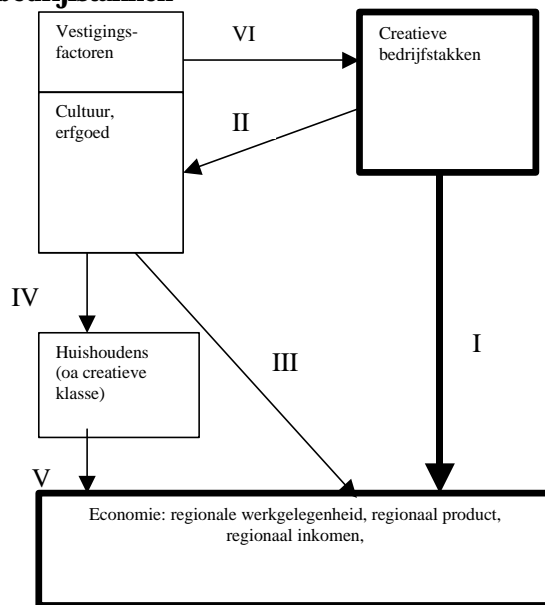 bedrijfstakken
Vestigings-
factoren
VI
Creatieve
bedrijfstakken
Cultuur,
erfgoed
II
IV
Huishoudens
(oa creatieve
klasse)
III
I
V
Economie: regionale werkgelegenheid, regionaal product,
regionaal inkomen,